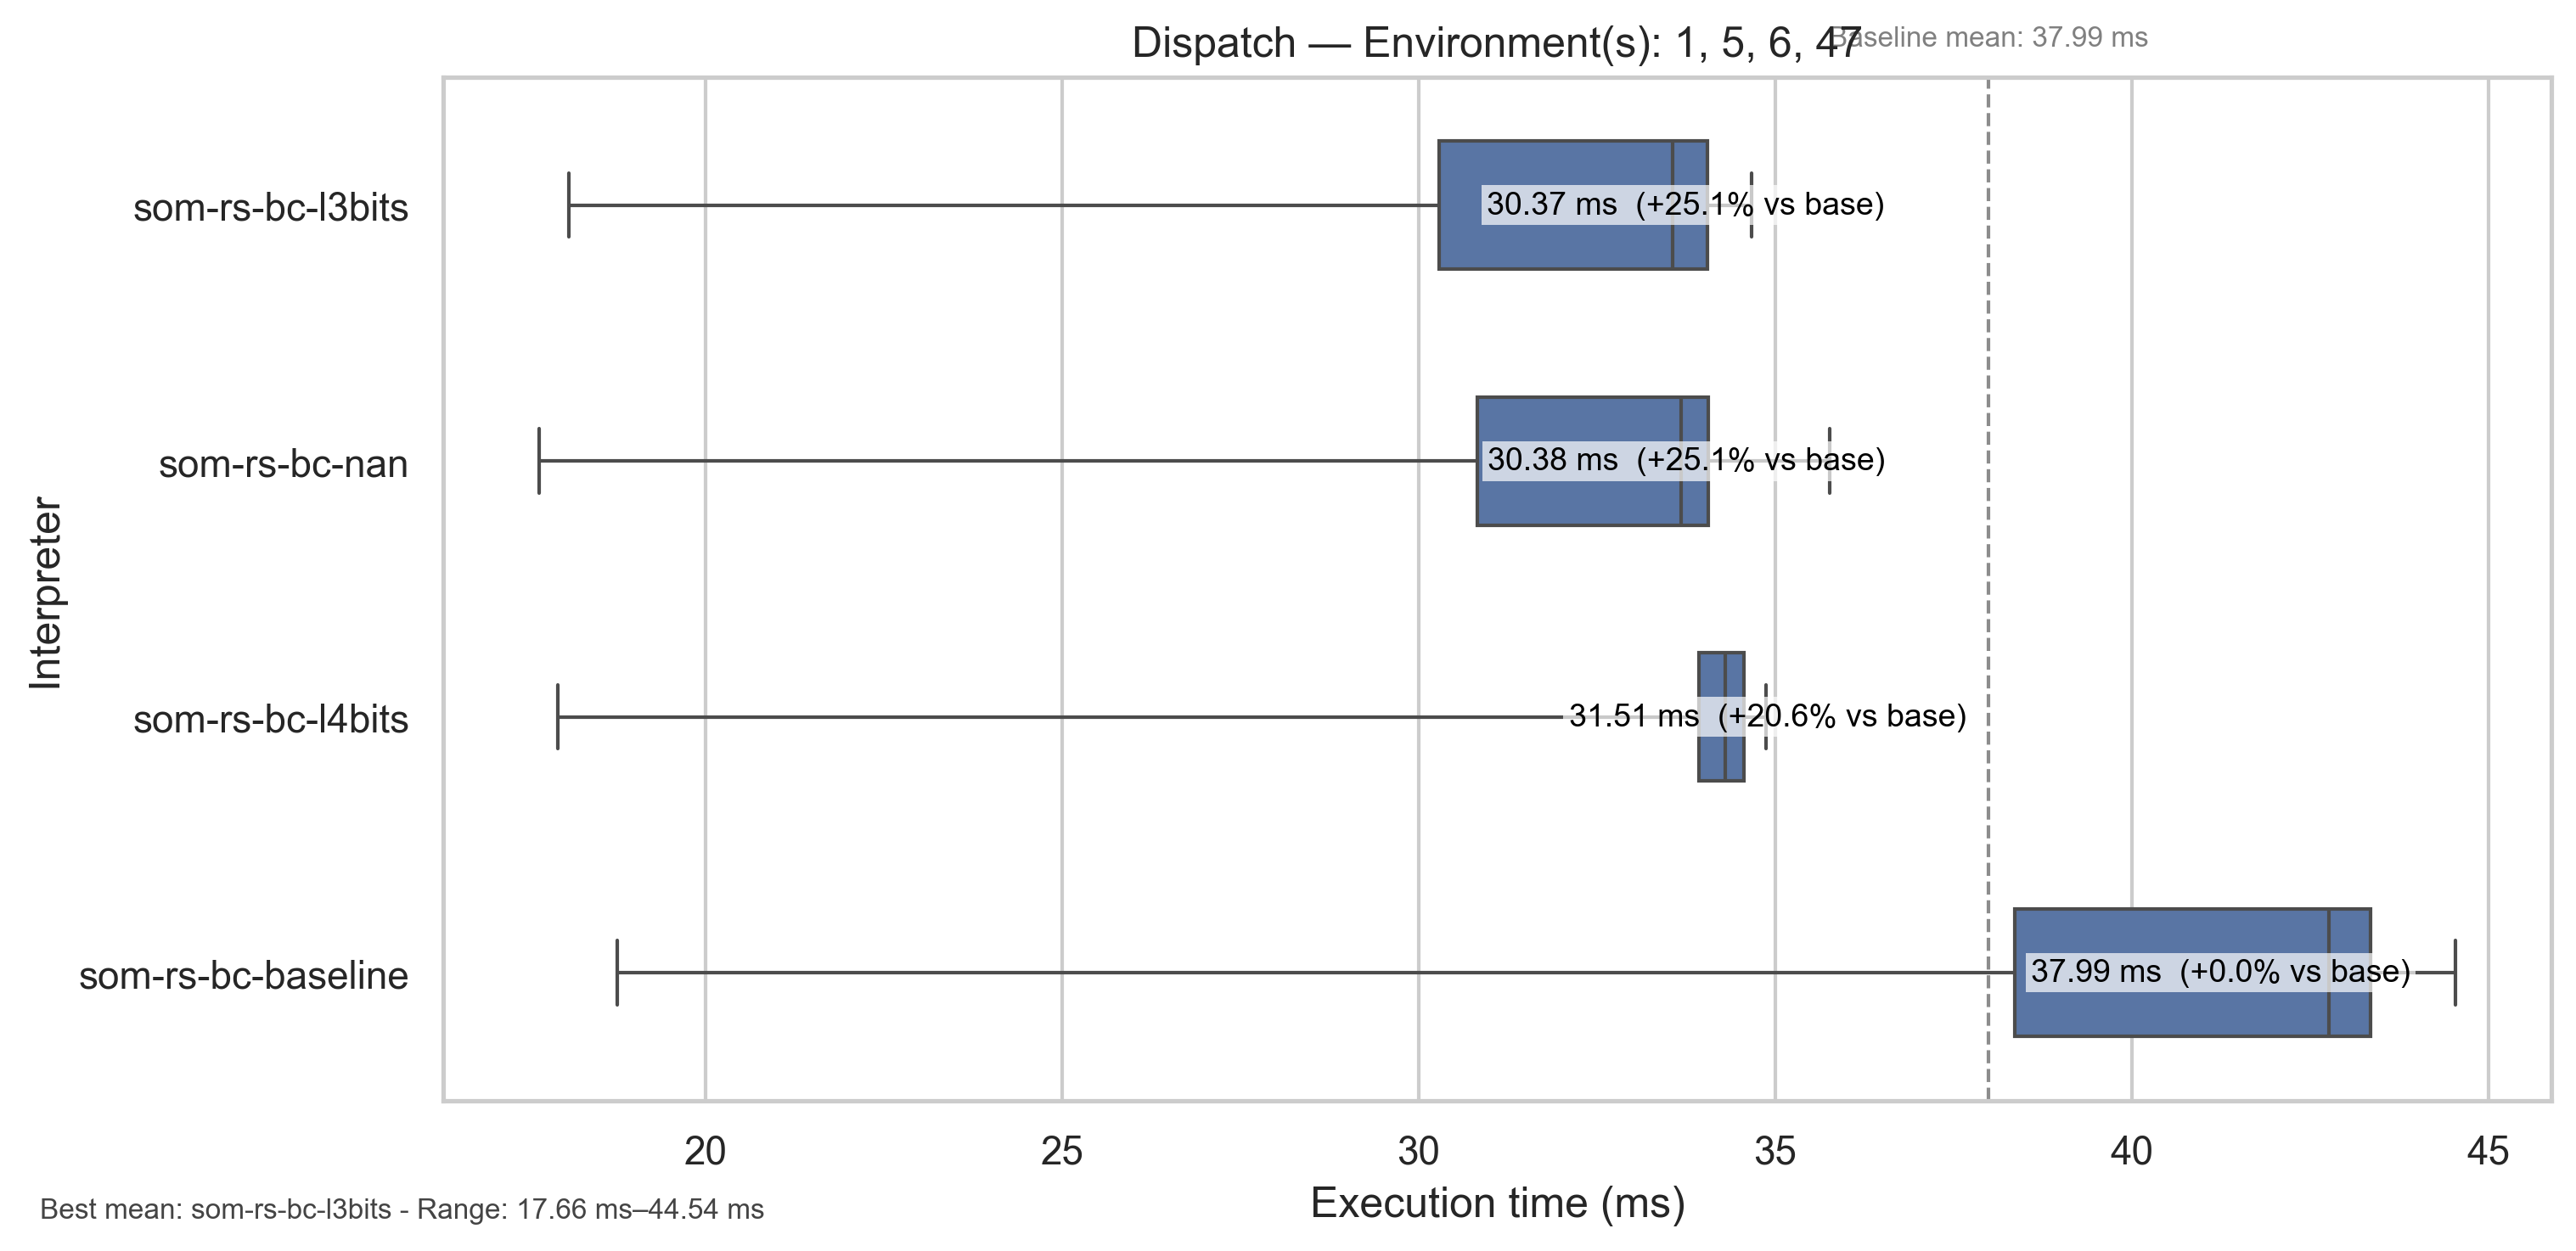 Dispatch — Environment(s): 1, 5, 6, 47
Baseline mean: 37.99 ms
Interpreter
som-rs-bc-l3bits
30.37 ms (+25.1% vs base)
som-rs-bc-nan
30.38 ms (+25.1% vs base)
som-rs-bc-l4bits
31.51 ms (+20.6% vs base)
som-rs-bc-baseline
37.99 ms (+0.0% vs base)
20 25 30 35 40 45
Execution time (ms)
Best mean: som-rs-bc-l3bits - Range: 17.66 ms–44.54 ms